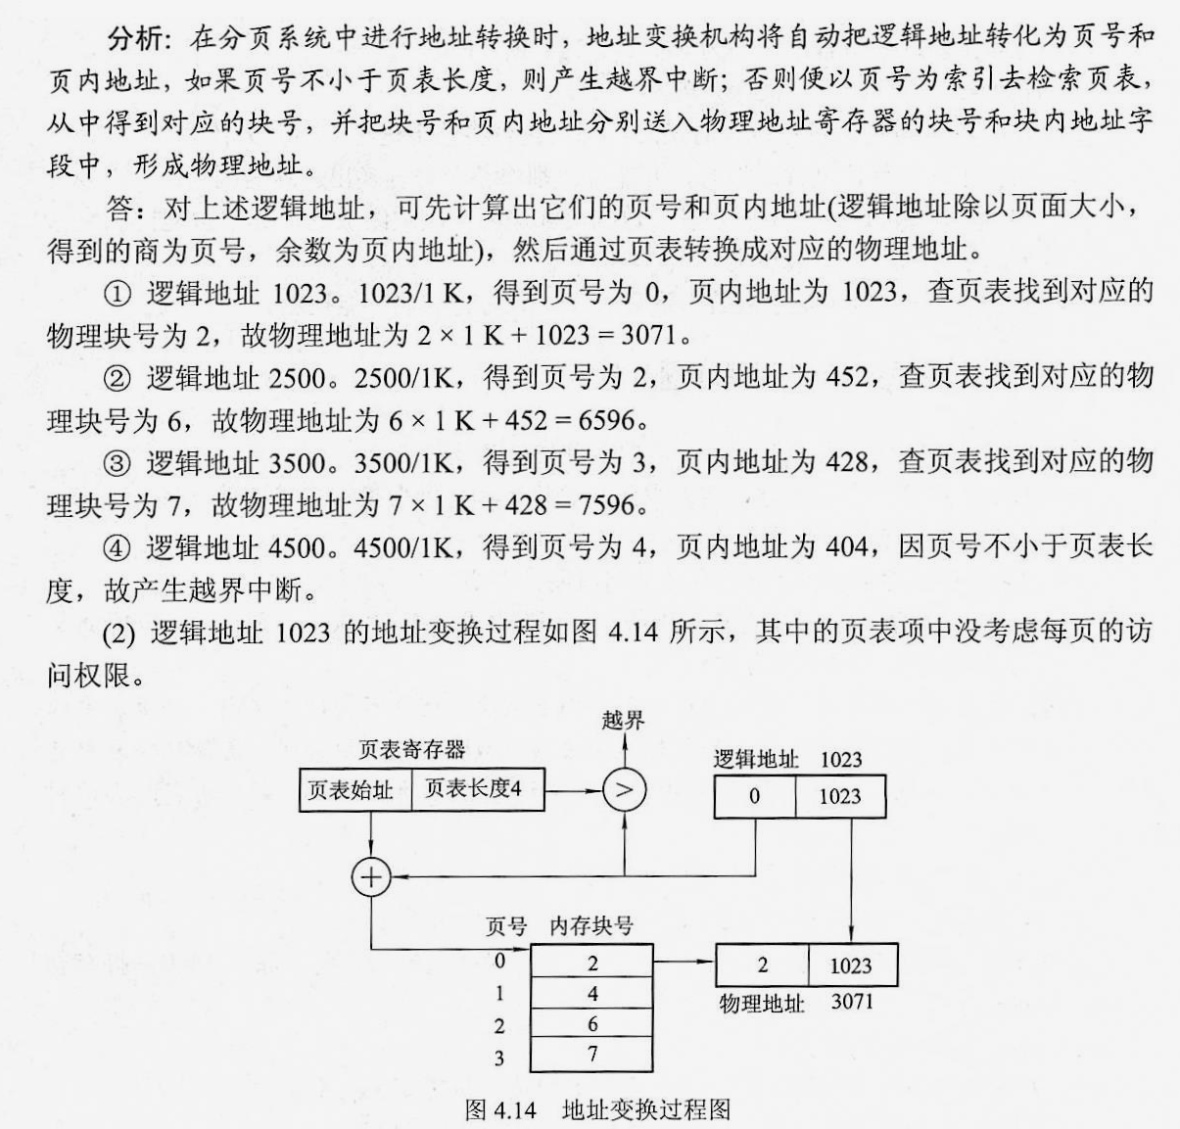 分析：在分页系统中进行地址转换时，地址变换机构将自动把逻辑地址转化为页号和
页内地址，如果页号不小于页表长度，则产生越界中断；否则便以页号为索引去检索页表，
从中得到对应的块号，并把块号和页内地址分别送入物理地址寄存器的块号和块内地址字
段中，形成物理地址。
答：对上述逻辑地址，可先计算出它们的页号和页内地址(逻辑地址除以页面大小，
得到的商为页号，余数为页内地址)，然后通过页表转换成对应的物理地址。
① 逻辑地址 1023。1023/1 K，得到页号为 0，页内地址为 1023，查页表找到对应的
物理块号为 2，故物理地址为 2 × 1 K + 1023 = 3071。
② 逻辑地址 2500。2500/1K，得到页号为 2，页内地址为 452，查页表找到对应的物
理块号为 6，故物理地址为 6 × 1 K + 452 = 6596。
③ 逻辑地址 3500。3500/1K，得到页号为 3，页内地址为 428，查页表找到对应的物
理块号为 7，故物理地址为 7 × 1 K + 428 = 7596。
④ 逻辑地址 4500。4500/1K，得到页号为 4，页内地址为 404，因页号不小于页表长
度，故产生越界中断。
(2) 逻辑地址 1023 的地址变换过程如图 4.14 所示，其中的页表项中没考虑每页的访
问权限。
越界
页表寄存器
逻辑地址 1023
页表始址 页表长度4
>
0 1023
+
页号 内存块号
0 2
2 1023
1 4
物理地址 3071
2 6
3 7
图 4.14 地址变换过程图